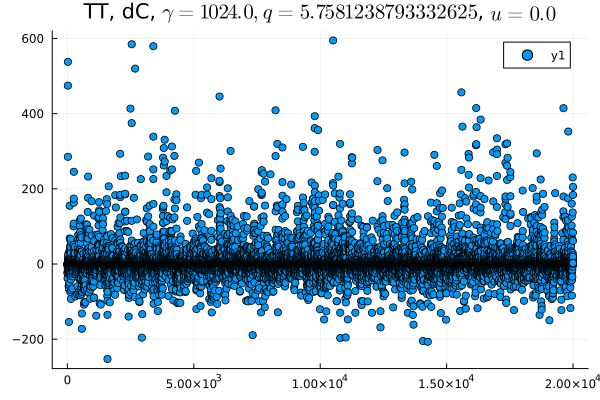 TT, dC, γ = 1024.0, q = 5.7581238793332625, u = 0.0
y1
600
400
200
0
−200
0 5.00×10³ 1.00×10⁴ 1.50×10⁴ 2.00×10⁴